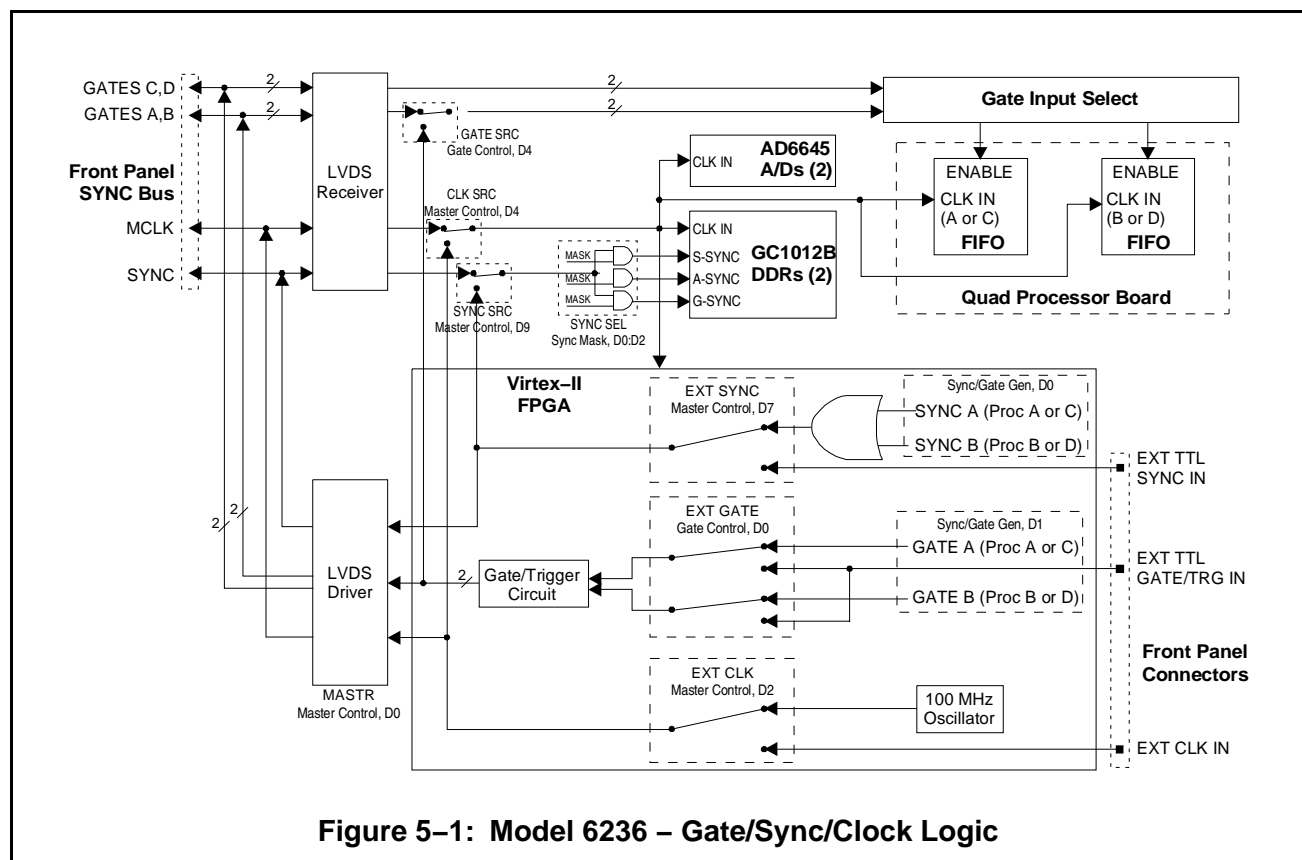 GATES C,D
GATES A,B
Front Panel
SYNC Bus
MCLK
SYNC
2
2
LVDS
Receiver
2
2
GATE SRC
Gate Control, D4
CLK SRC
Master Control, D4
SYNC SRC
Master Control, D9
MASK
MASK
MASK
SYNC SEL
Sync Mask, D0:D2
AD6645
A/Ds (2)
CLK IN
CLK IN
S-SYNC
A-SYNC
G-SYNC
GC1012B
DDRs (2)
Gate Input Select
ENABLE
CLK IN
(A or C)
FIFO
ENABLE
CLK IN
(B or D)
FIFO
Quad Processor Board
Virtex–II
FPGA
EXT SYNC
Master Control, D7
Sync/Gate Gen, D0
SYNC A (Proc A or C)
SYNC B (Proc B or D)
EXT TTL
SYNC IN
EXT GATE
Gate Control, D0
Sync/Gate Gen, D1
GATE A (Proc A or C)
GATE B (Proc B or D)
EXT TTL
GATE/TRG IN
2
2
LVDS
Driver
2
Gate/Trigger
Circuit
MASTR
Master Control, D0
EXT CLK
Master Control, D2
100 MHz
Oscillator
Front Panel
Connectors
EXT CLK IN
Figure 5–1: Model 6236 – Gate/Sync/Clock Logic